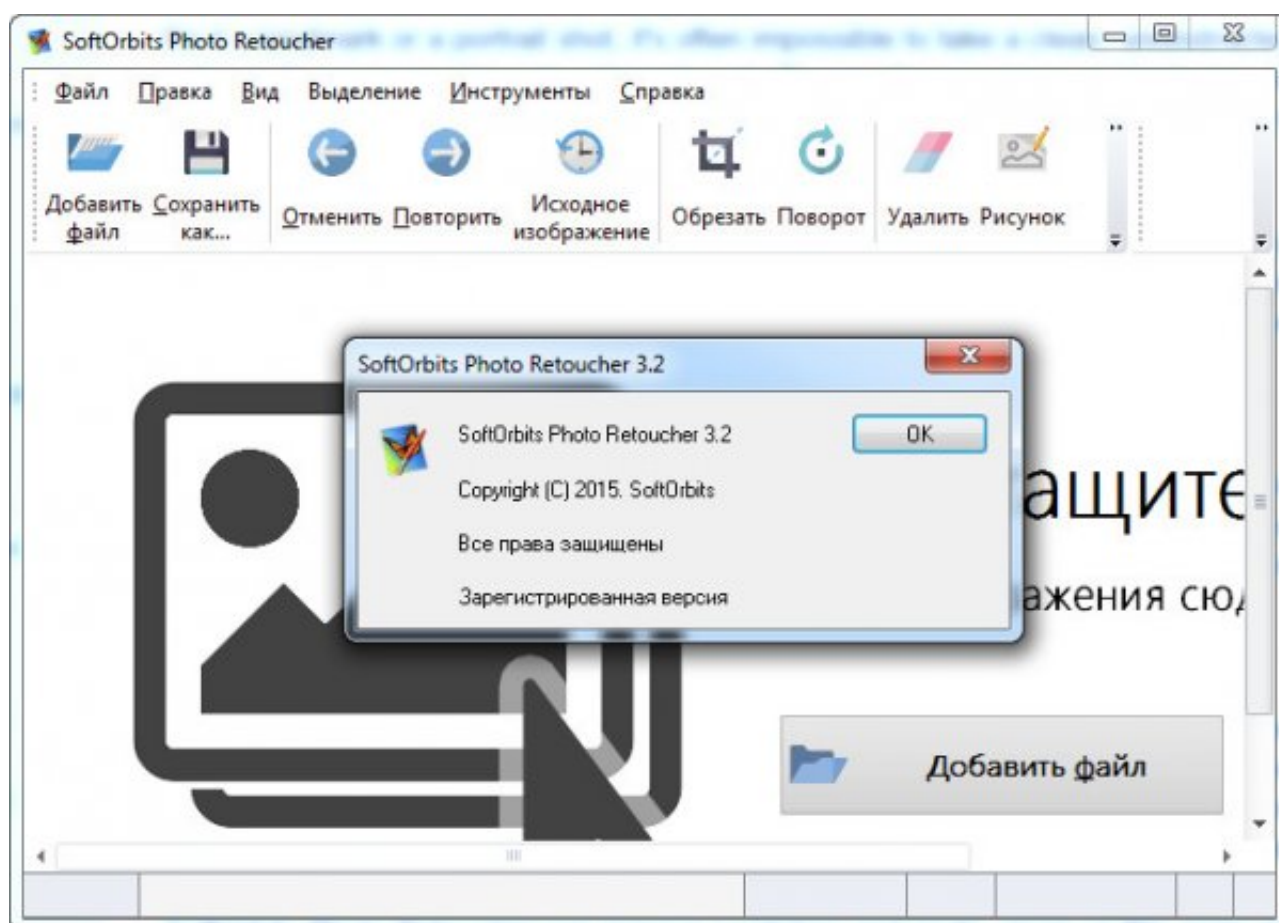 SoftOrbits Photo Retoucher
Файл Правка Вид Выделение Инструменты Справка
Добавить файл
Сохранить как...
Отменить
Повторить
Исходное изображение
Обрезать
Поворот
Удалить
Рисунок
SoftOrbits Photo Retoucher 3.2
SoftOrbits Photo Retoucher 3.2
OK
Copyright (C) 2015. SoftOrbits
Все права защищены
Зарегистрированная версия
ащите
ажения сюд
Добавить файл